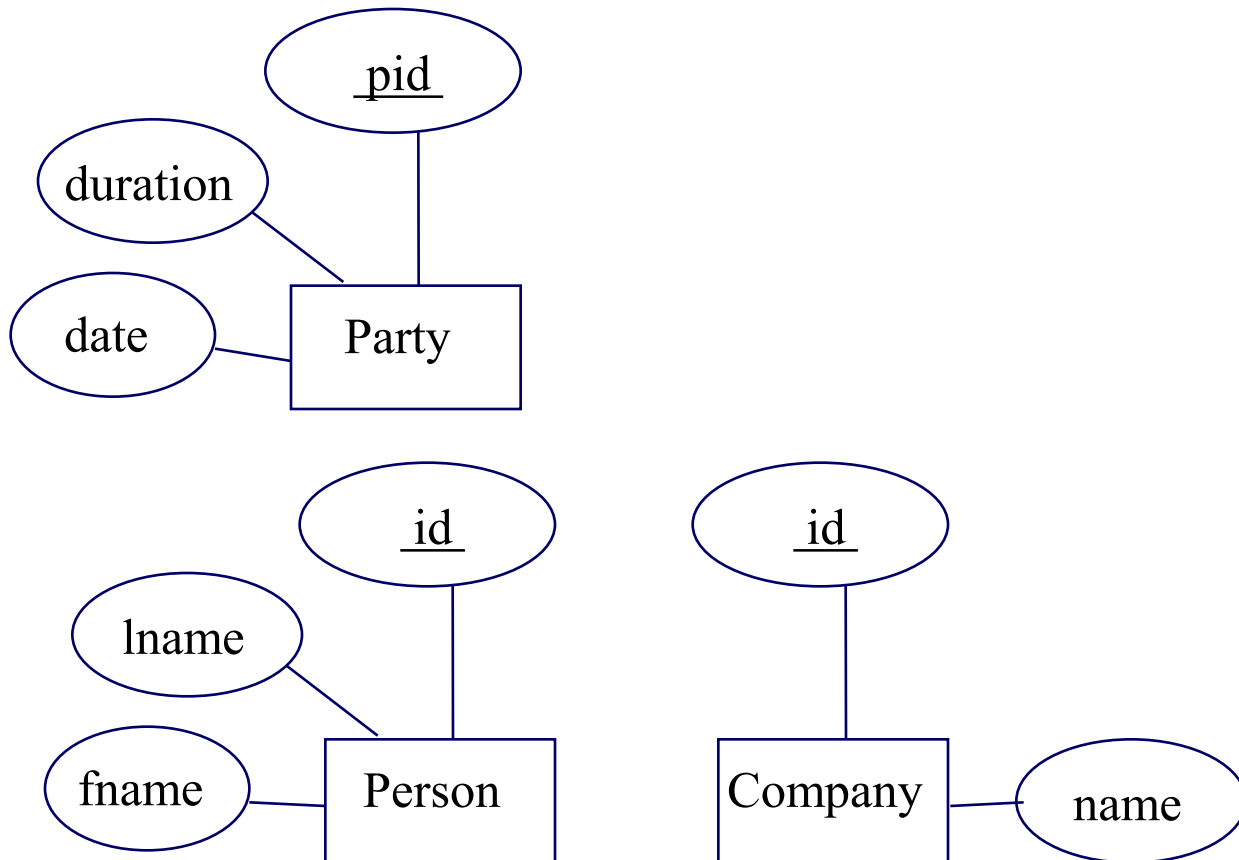 pid
duration
date
Party
id
id
lname
fname
Person
Company
name